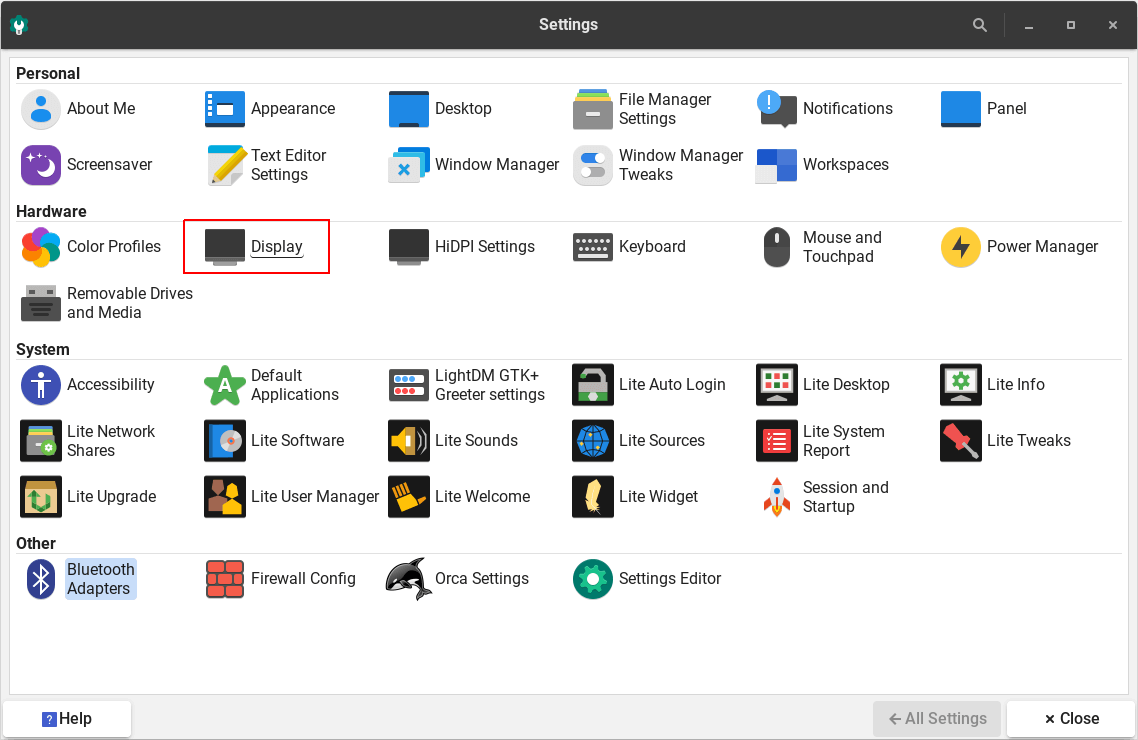 Settings
Personal
About Me
Appearance
Desktop
File Manager
Settings
Notifications
Panel
Screensaver
Text Editor
Settings
Window Manager
Window Manager
Tweaks
Workspaces
Hardware
Color Profiles
Display
HiDPI Settings
Keyboard
Mouse and
Touchpad
Power Manager
Removable Drives
and Media
System
Accessibility
Default
Applications
LightDM GTK+
Greeter settings
Lite Auto Login
Lite Desktop
Lite Info
Lite Network
Shares
Lite Software
Lite Sounds
Lite Sources
Lite System
Report
Lite Tweaks
Lite Upgrade
Lite User Manager
Lite Welcome
Lite Widget
Session and
Startup
Other
Bluetooth
Adapters
Firewall Config
Orca Settings
Settings Editor
Help
All Settings
Close